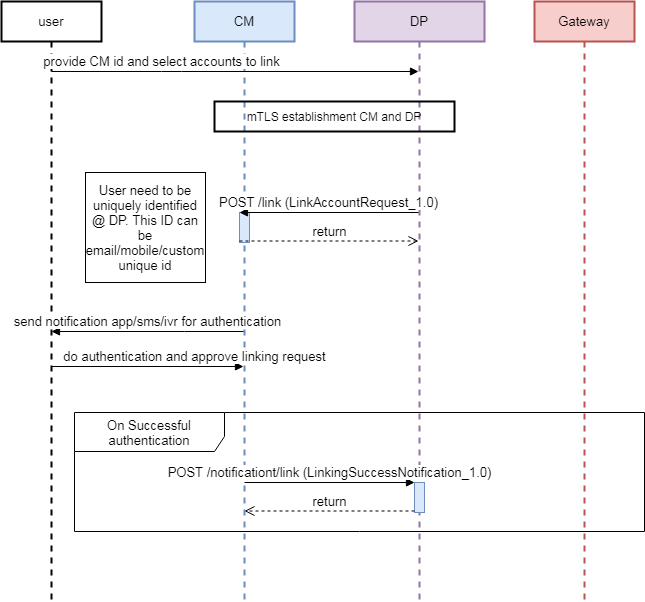 user
CM
DP
Gateway
provide CM id and select accounts to link
mTLS establishment CM and DP
User need to be
uniquely identified
@ DP. This ID can
be
email/mobile/custom
unique id
POST /link (LinkAccountRequest_1.0)
return
send notification app/sms/ivr for authentication
do authentication and approve linking request
On Successful
authentication
POST /notificationt/link (LinkingSuccessNotification_1.0)
return